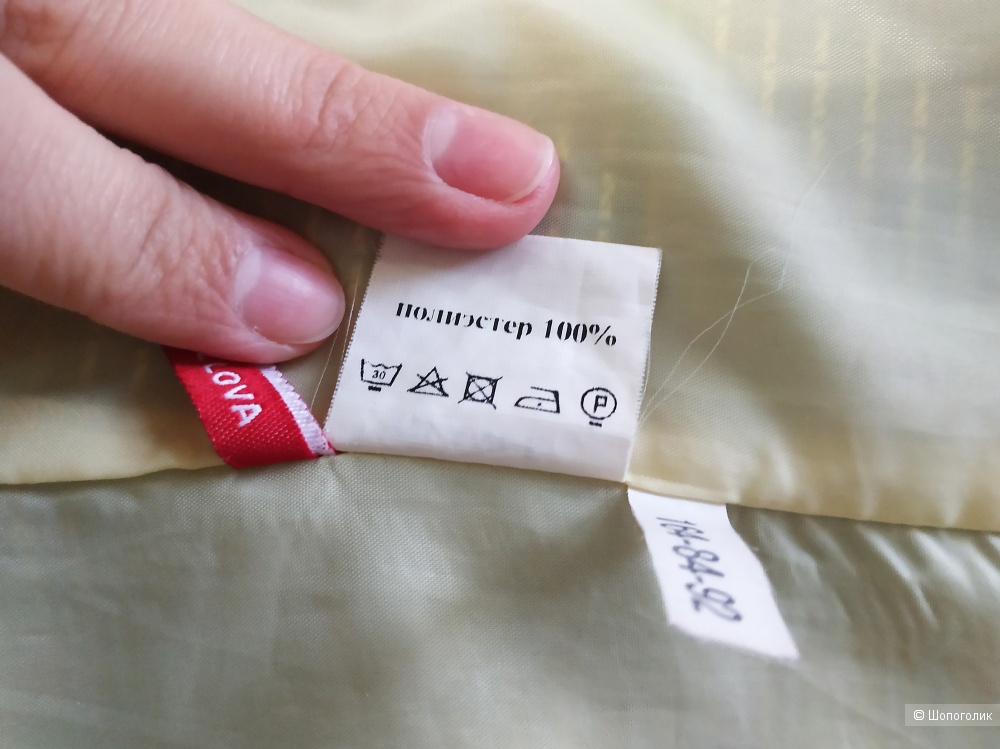 полиэстер 100%
30
P
LOVA
164-84-92
© Шопоголик